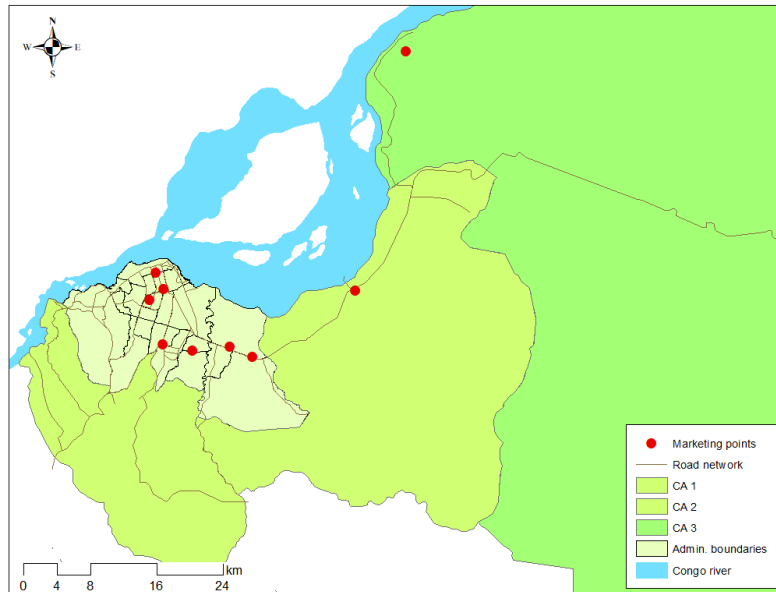 N
W E
S
Marketing points
Road network
CA 1
CA 2
CA 3
Admin. boundaries
Congo river
km
0 4 8 16 24